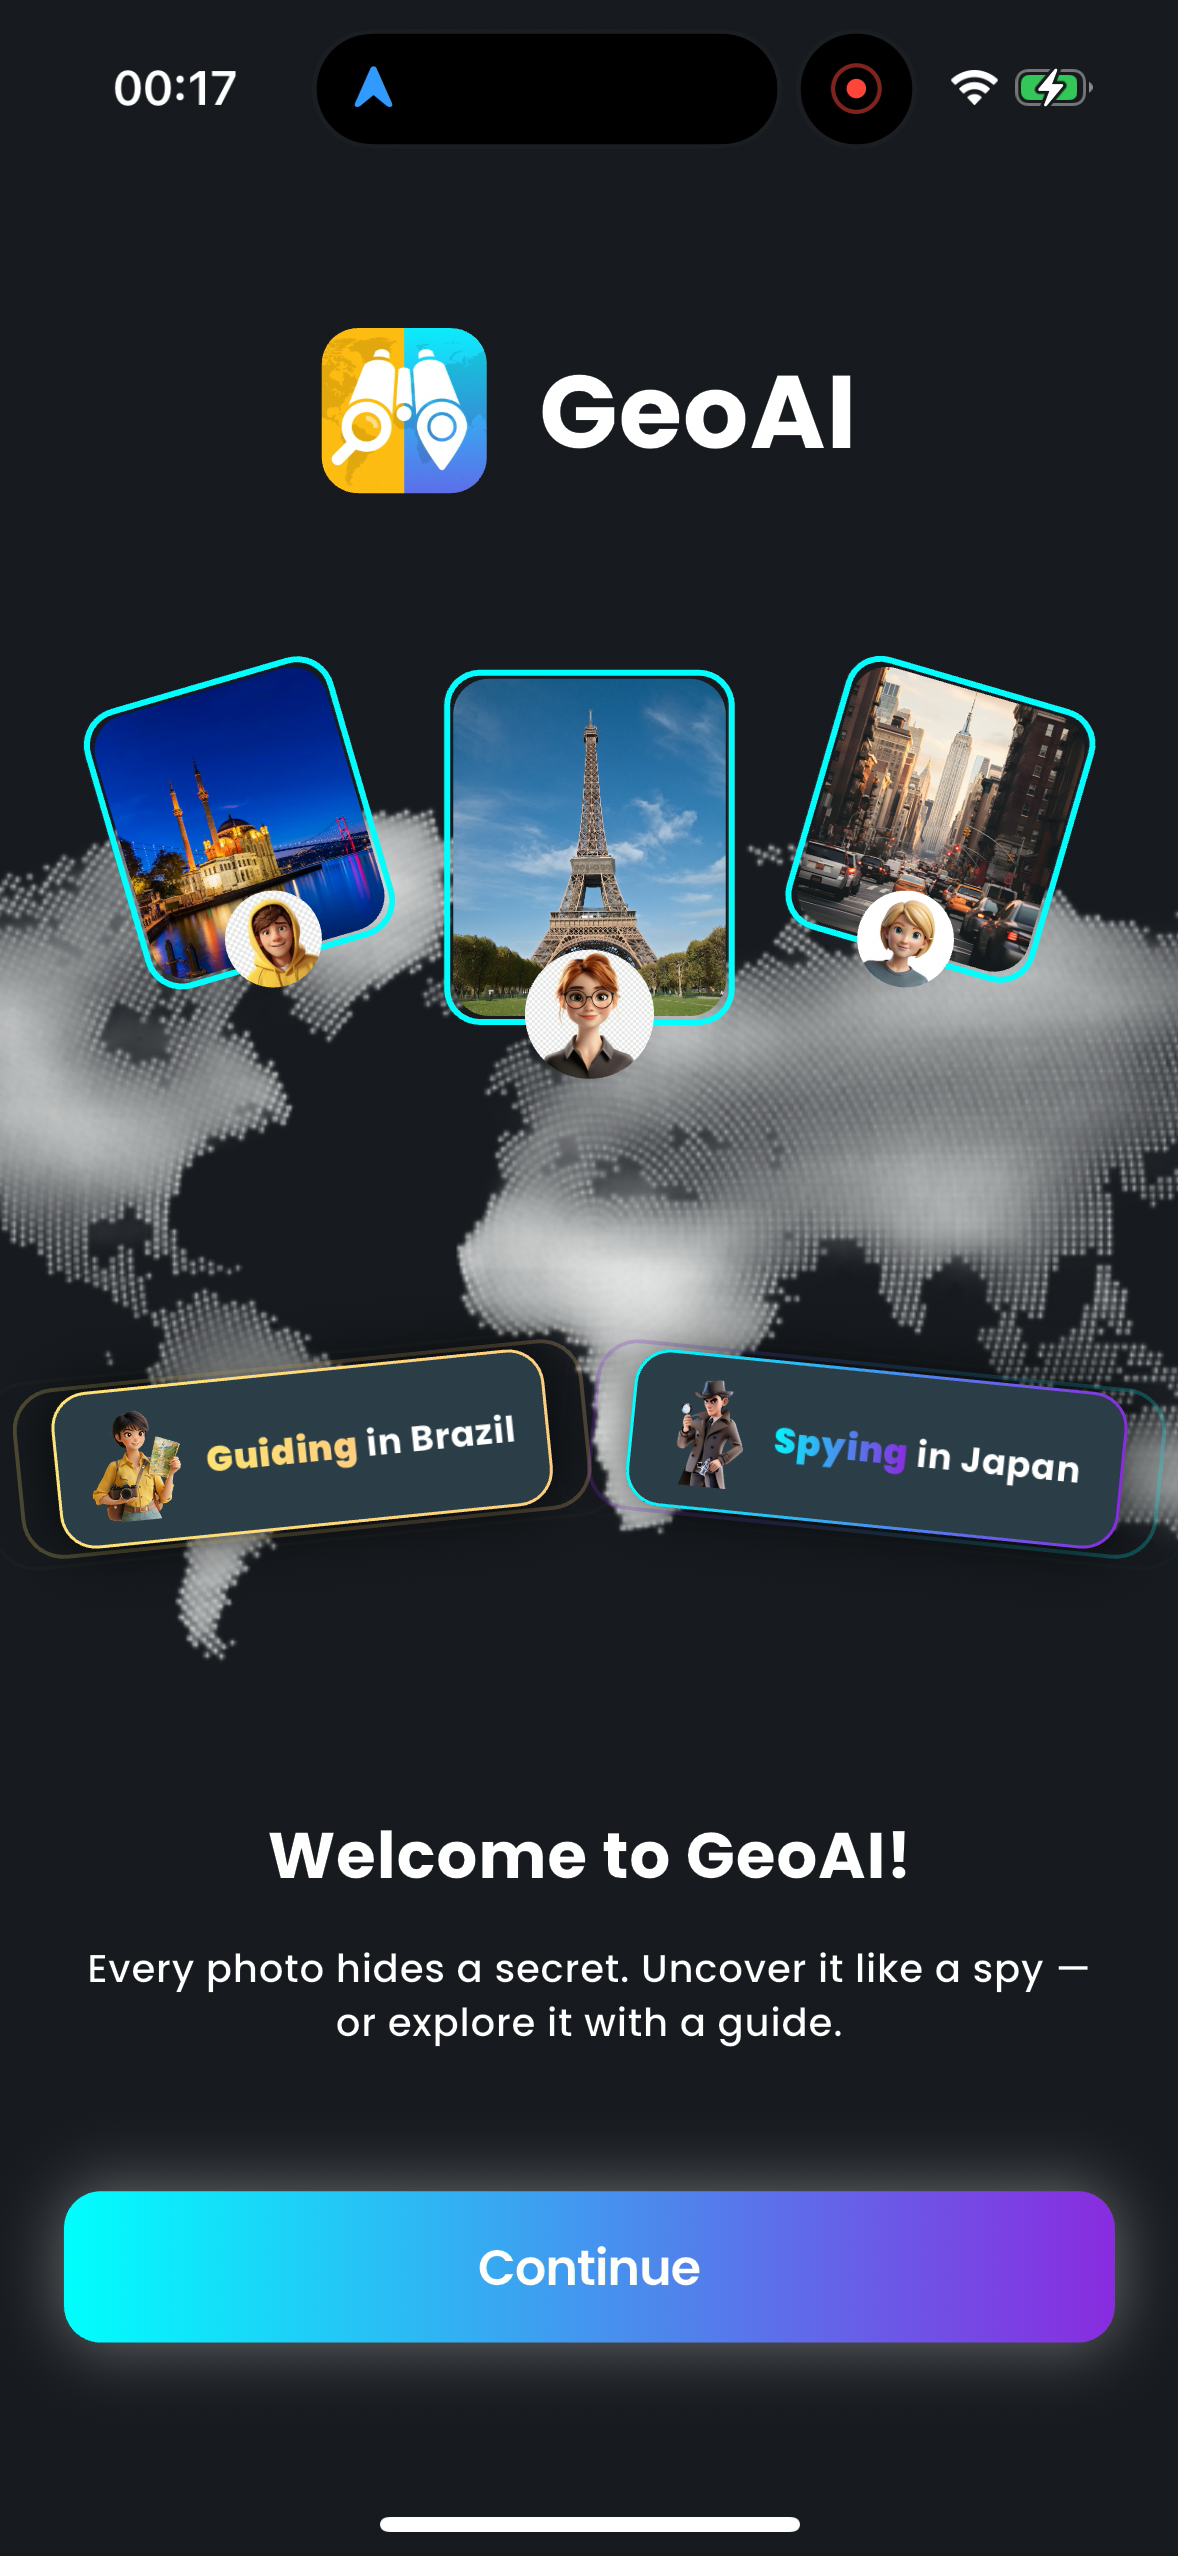 00:17
GeoAI
Guiding in Brazil
Spying in Japan
Welcome to GeoAI!
Every photo hides a secret. Uncover it like a spy —
or explore it with a guide.
Continue